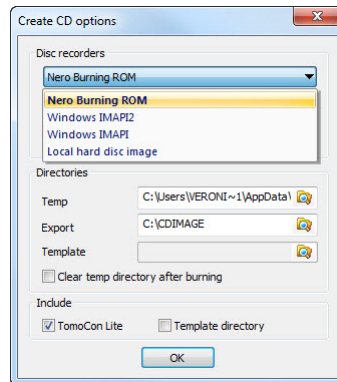 Create CD options
Disc recorders
Nero Burning ROM
Nero Burning ROM
Windows IMAPI2
Windows IMAPI
Local hard disc image
Directories
Temp C:\Users\VERONI~1\AppData\
Export C:\CDIMAGE
Template
Clear temp directory after burning
Include
TomoCon Lite Template directory
OK